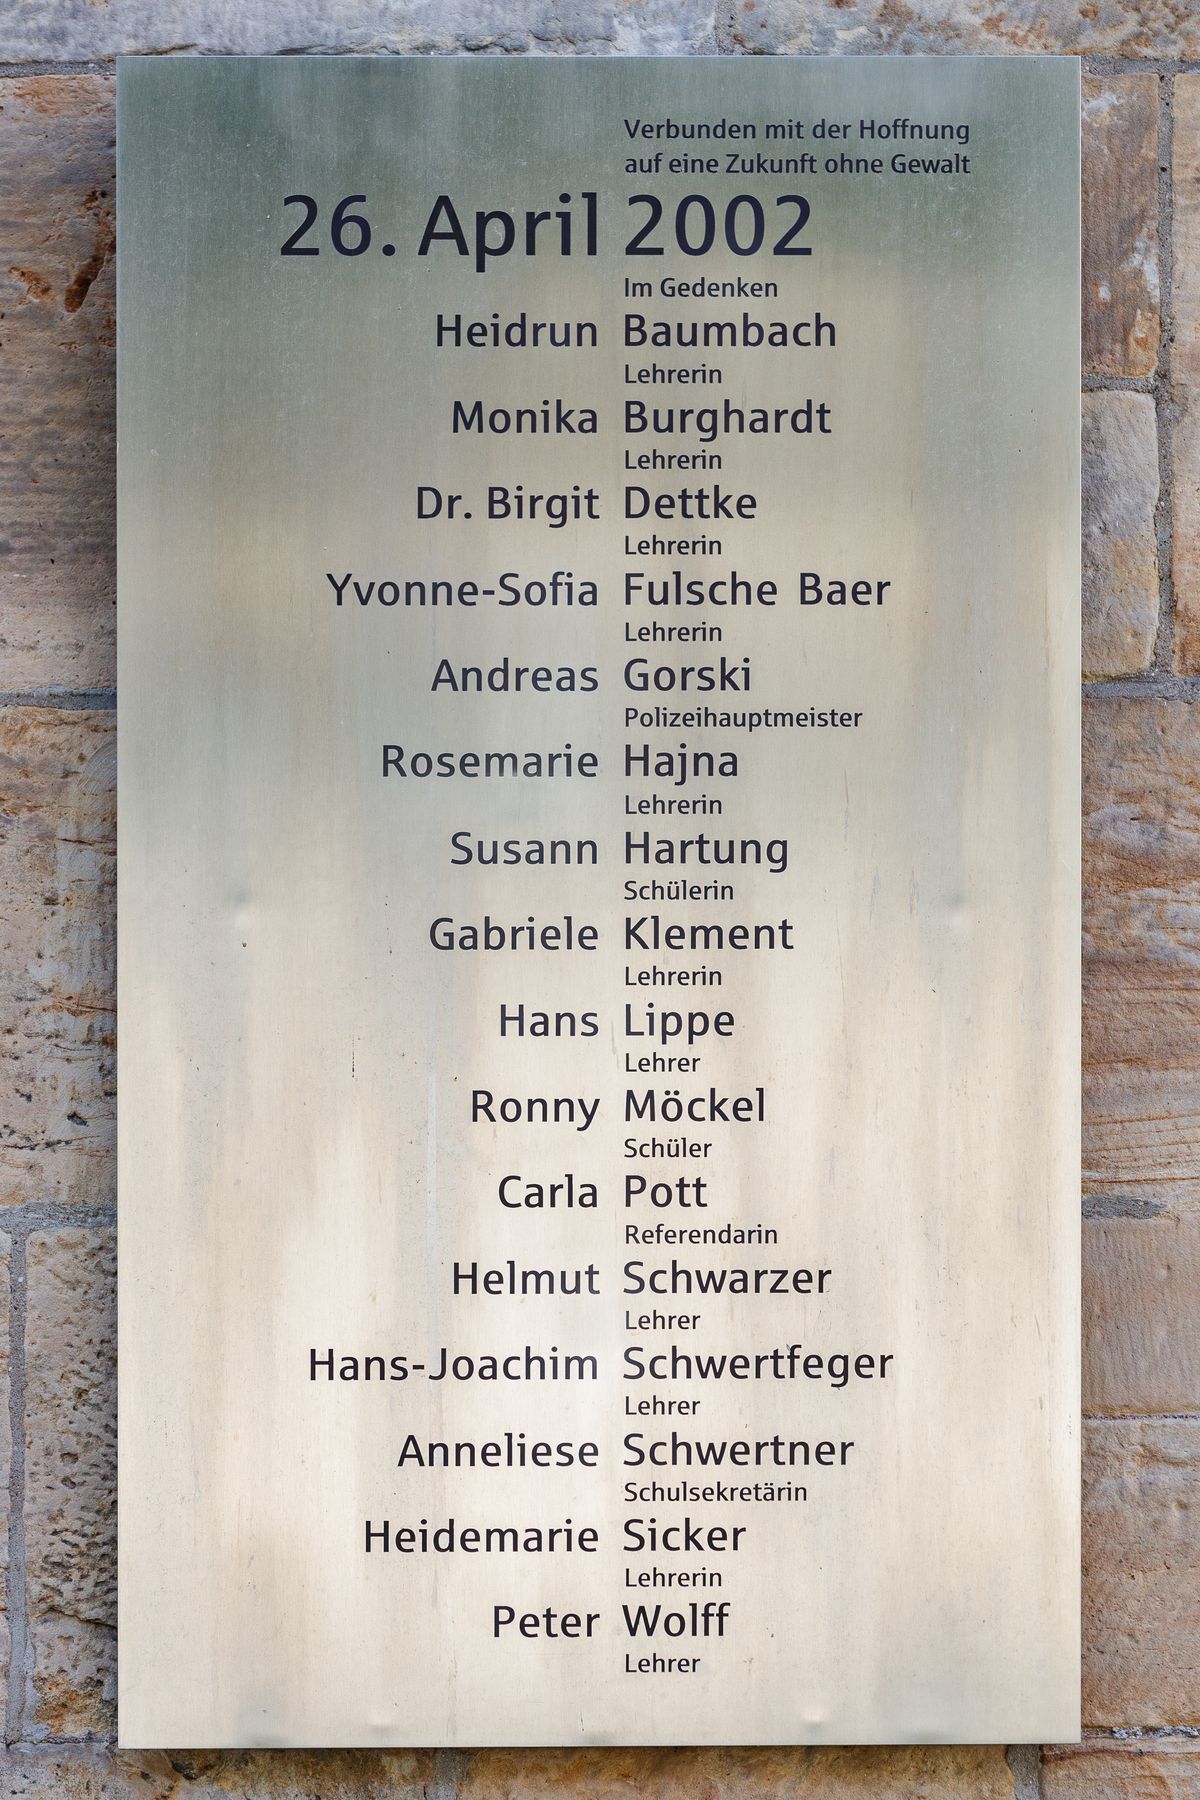 Verbunden mit der Hoffnung
auf eine Zukunft ohne Gewalt
26. April 2002
Im Gedenken
Heidrun Baumbach
Lehrerin
Monika Burghardt
Lehrerin
Dr. Birgit Dettke
Lehrerin
Yvonne-Sofia Fulsche Baer
Lehrerin
Andreas Gorski
Polizeihauptmeister
Rosemarie Hajna
Lehrerin
Susann Hartung
Schülerin
Gabriele Klement
Lehrerin
Hans Lippe
Lehrer
Ronny Möckel
Schüler
Carla Pott
Referendarin
Helmut Schwarzer
Lehrer
Hans-Joachim Schwertfeger
Lehrer
Anneliese Schwertner
Schulsekretärin
Heidemarie Sicker
Lehrerin
Peter Wolff
Lehrer